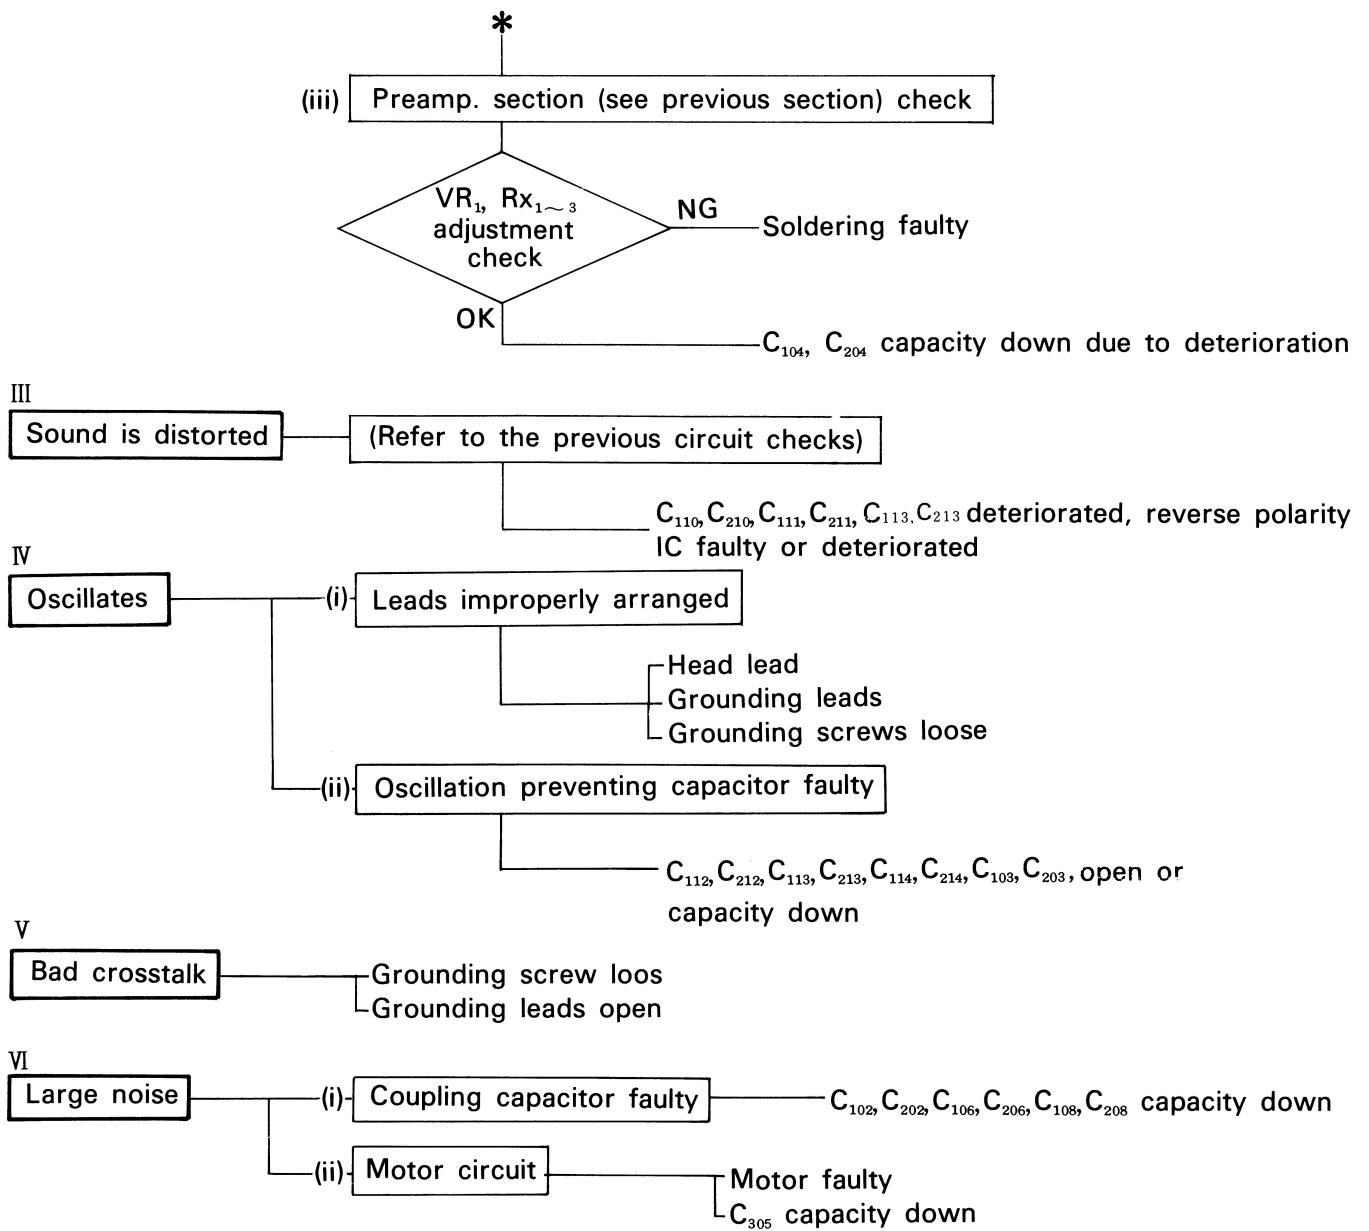 *
(iii) Preamp. section (see previous section) check
VR₁, Rx₁～₃
adjustment
check
NG
Soldering faulty
OK
C₁₀₄, C₂₀₄ capacity down due to deterioration
III
Sound is distorted
(Refer to the previous circuit checks)
C₁₁₀, C₂₁₀, C₁₁₁, C₂₁₁, C₁₁₃, C₂₁₃ deteriorated, reverse polarity
IC faulty or deteriorated
IV
Oscillates
(i) Leads improperly arranged
Head lead
Grounding leads
Grounding screws loose
(ii) Oscillation preventing capacitor faulty
C₁₁₂, C₂₁₂, C₁₁₃, C₂₁₃, C₁₁₄, C₂₁₄, C₁₀₃, C₂₀₃, open or
capacity down
V
Bad crosstalk
Grounding screw loos
Grounding leads open
VI
Large noise
(i) Coupling capacitor faulty
C₁₀₂, C₂₀₂, C₁₀₆, C₂₀₆, C₁₀₈, C₂₀₈ capacity down
(ii) Motor circuit
Motor faulty
C₃₀₅ capacity down